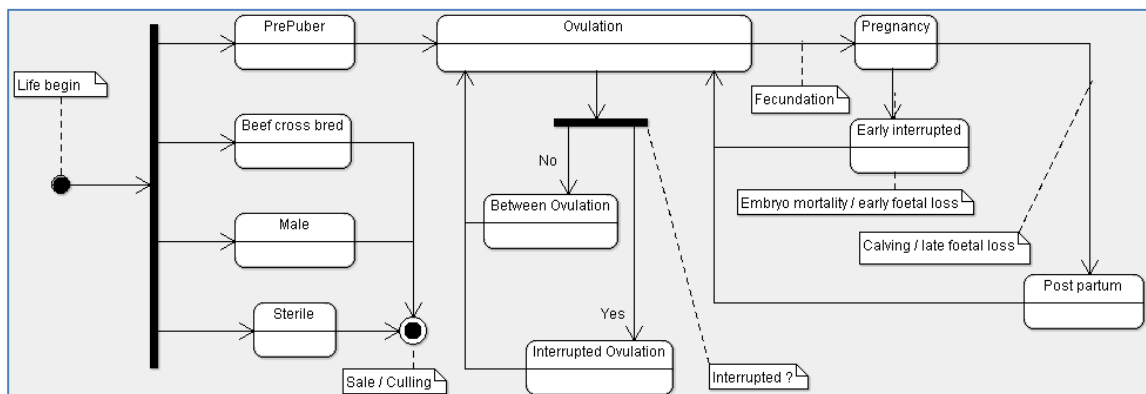 PrePuber
Ovulation
Pregnancy
Life begin
Fecundation
Beef cross bred
Early interrupted
No
Between Ovulation
Embryo mortality / early foetal loss
Male
Calving / late foetal loss
Post partum
Sterile
Yes
Interrupted Ovulation
Sale / Culling
Interrupted ?